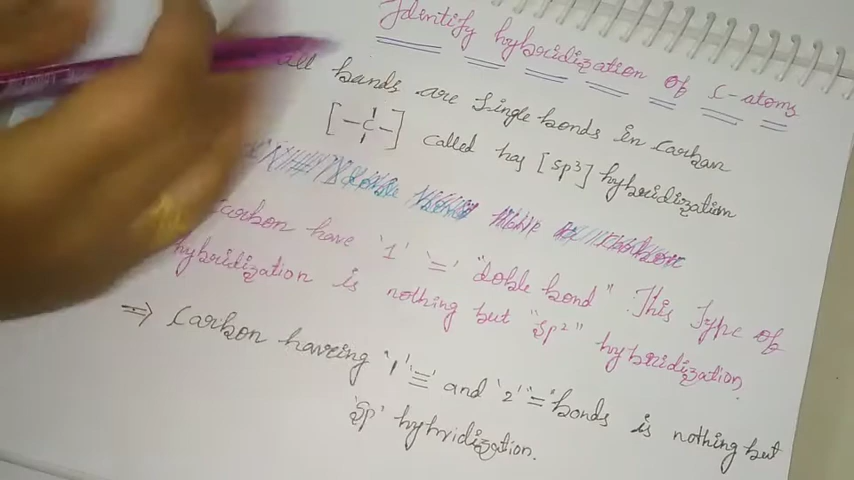 Identify hybridization of C-atoms
all bands are single bonds in carban
[-C-] called has [sp³] hybridization
carbon have '1' '=' "doble bond". This Type of
hybridization is nothing but "sp²" hybridization.
⇒ Carbon having '1' '≡' and '2' '=' bonds is nothing but
'sp' hybridization.